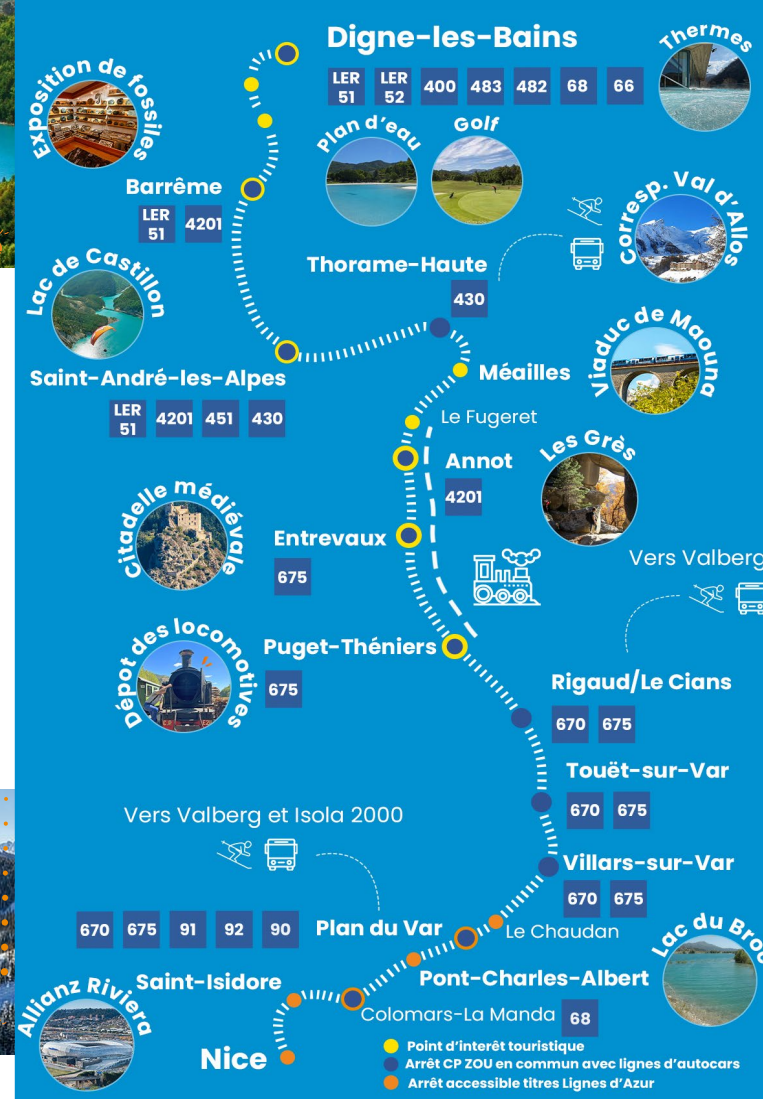 Digne-les-Bains
LER 51
LER 52
400
483
482
68
66
Thermes
Exposition de fossiles
Plan d'eau
Golf
Barrême
LER 51
4201
Corresp. Val d'Allos
Thorame-Haute
430
Lac de Castillon
Viaduc de Maouna
Saint-André-les-Alpes
LER 51
4201
451
430
Méailles
Le Fugeret
Les Grès
Annot
4201
Citadelle médiévale
Entrevaux
675
Vers Valberg
Dépot des locomotives
Puget-Théniers
675
Rigaud/Le Cians
670
675
Touët-sur-Var
670
675
Vers Valberg et Isola 2000
Villars-sur-Var
670
675
670
675
91
92
90
Plan du Var
Le Chaudan
Lac du Broc
Allianz Riviera
Saint-Isidore
Pont-Charles-Albert
Colomars-La Manda
68
Nice
Point d'interêt touristique
Arrêt CP ZOU en commun avec lignes d'autocars
Arrêt accessible titres Lignes d'Azur